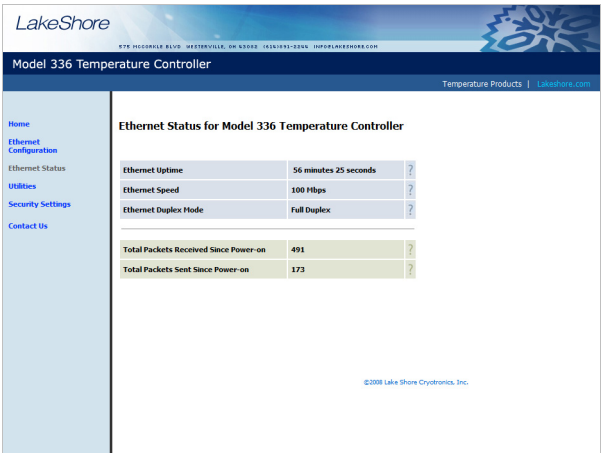 LakeShore
575 MCCORKLE BLVD WESTERVILLE, OH 43082 (614)891-2244 INFO@LAKESHORE.COM
Model 336 Temperature Controller
Temperature Products | Lakeshore.com
Home
Ethernet
Configuration
Ethernet Status
Utilities
Security Settings
Contact Us
Ethernet Status for Model 336 Temperature Controller
Ethernet Uptime 56 minutes 25 seconds ?
Ethernet Speed 100 Mbps ?
Ethernet Duplex Mode Full Duplex ?
Total Packets Received Since Power-on 491 ?
Total Packets Sent Since Power-on 173 ?
©2008 Lake Shore Cryotronics, Inc.